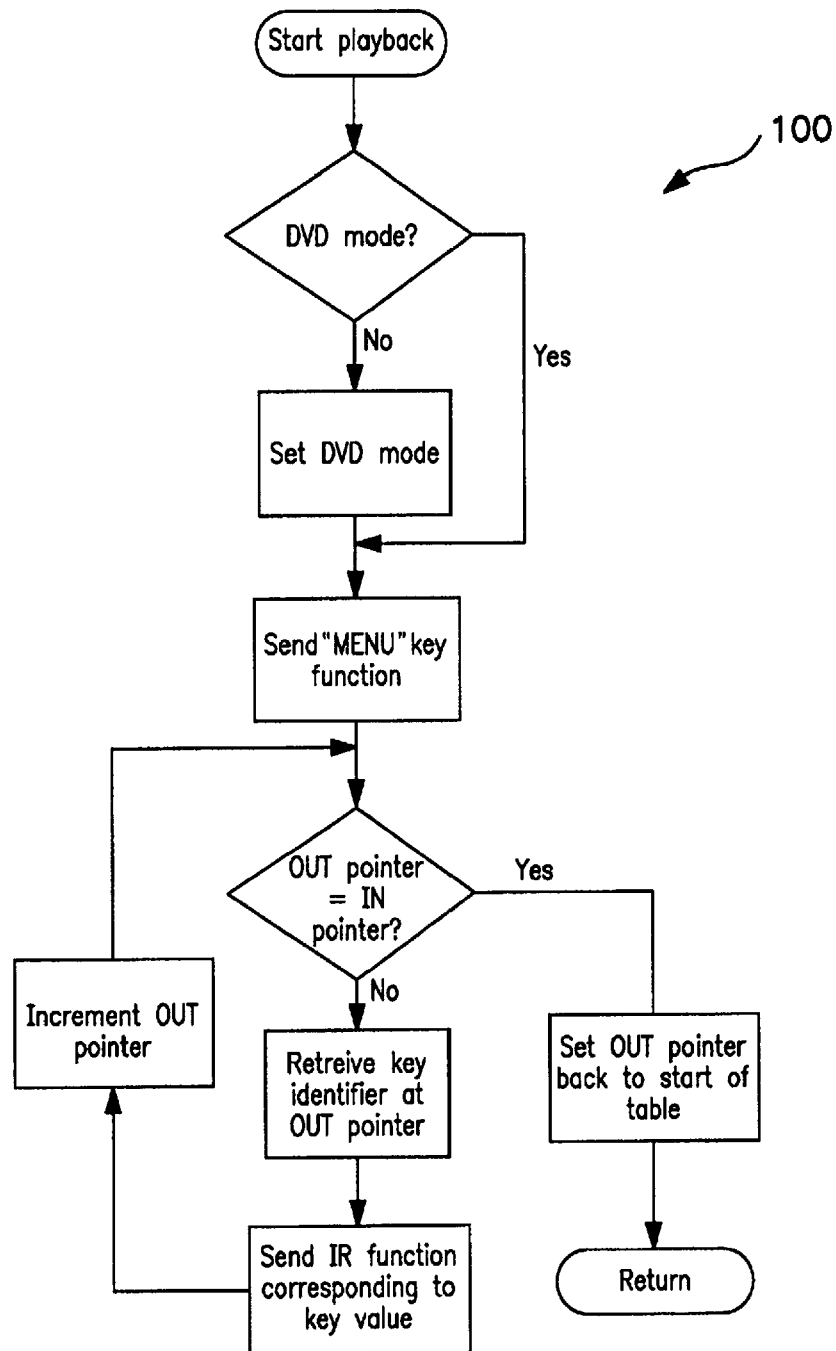 Start playback
100
DVD mode?
No
Yes
Set DVD mode
Send "MENU" key
function
OUT pointer
= IN
pointer?
Yes
No
Increment OUT
pointer
Retreive key
identifier at
OUT pointer
Set OUT pointer
back to start of
table
Send IR function
corresponding to
key value
Return